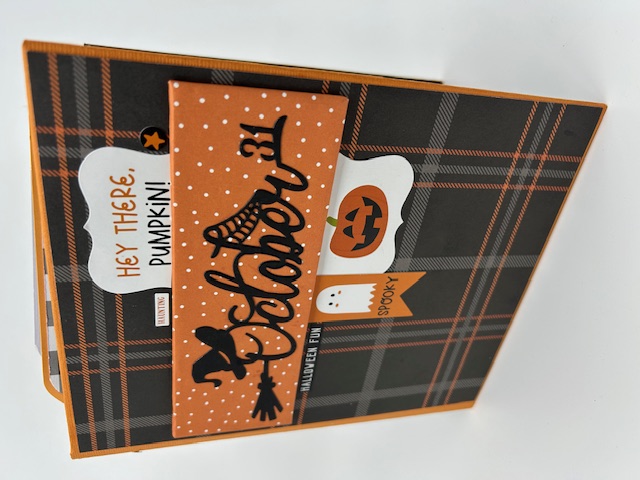 HEY THERE,
PUMPKIN!
HAUNTING
October 31
SPOOKY
HALLOWEEN FUN